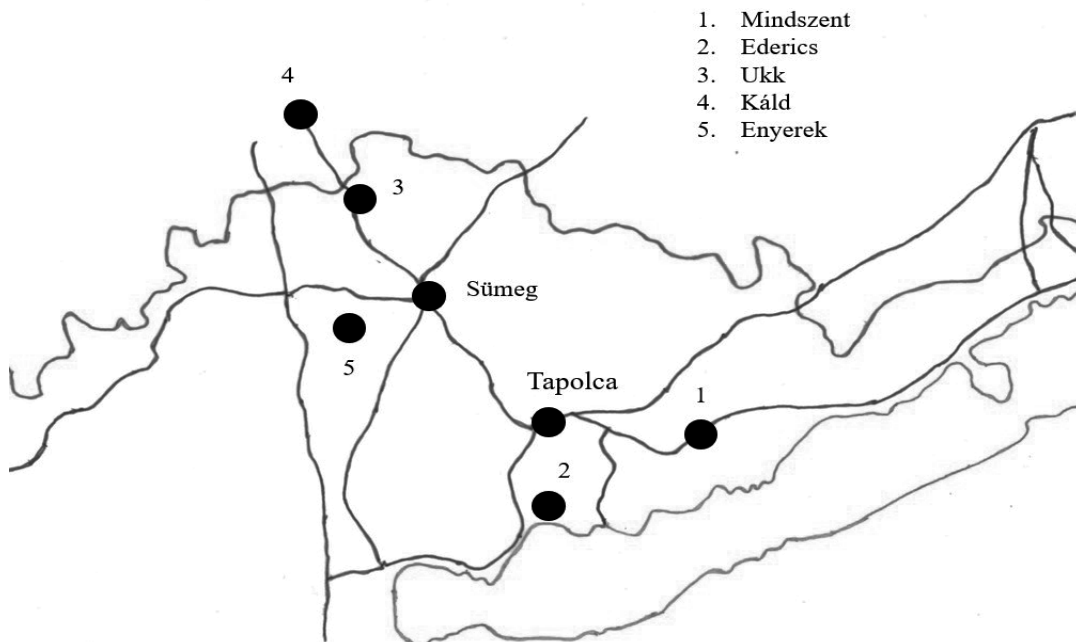 1. Mindszent
2. Ederics
3. Ukk
4. Káld
5. Enyerek
4
3
Sümeg
5
Tapolca
1
2